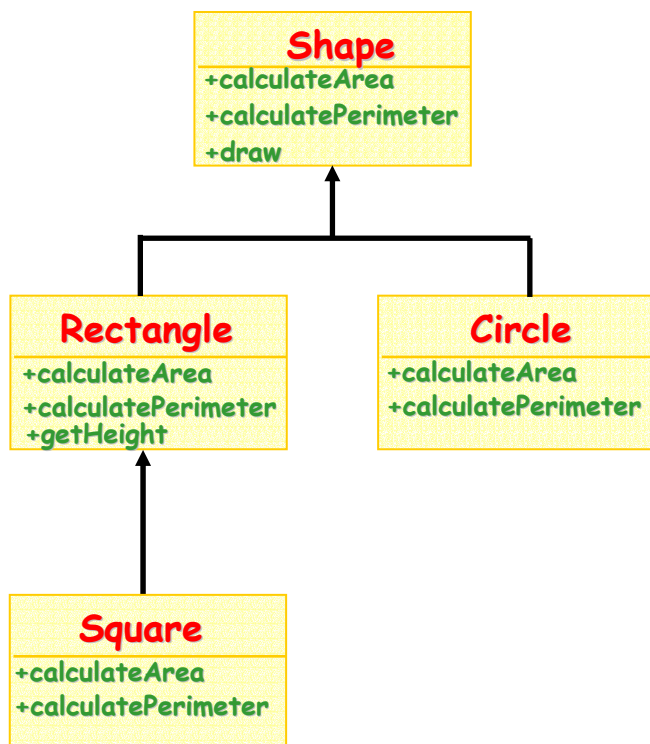 Shape
+calculateArea
+calculatePerimeter
+draw
Rectangle
+calculateArea
+calculatePerimeter
+getHeight
Circle
+calculateArea
+calculatePerimeter
Square
+calculateArea
+calculatePerimeter